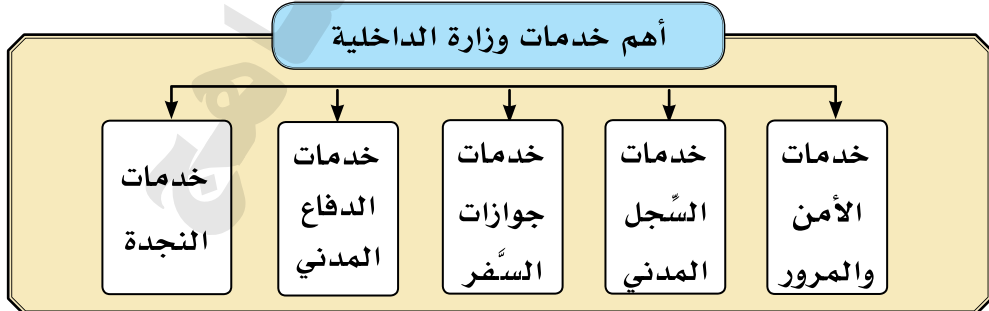 أهم خدمات وزارة الداخلية
خدمات
الأمن
والمرور
خدمات
السِّجل
المدني
خدمات
جوازات
السَّفر
خدمات
الدفاع
المدني
خدمات
النجدة